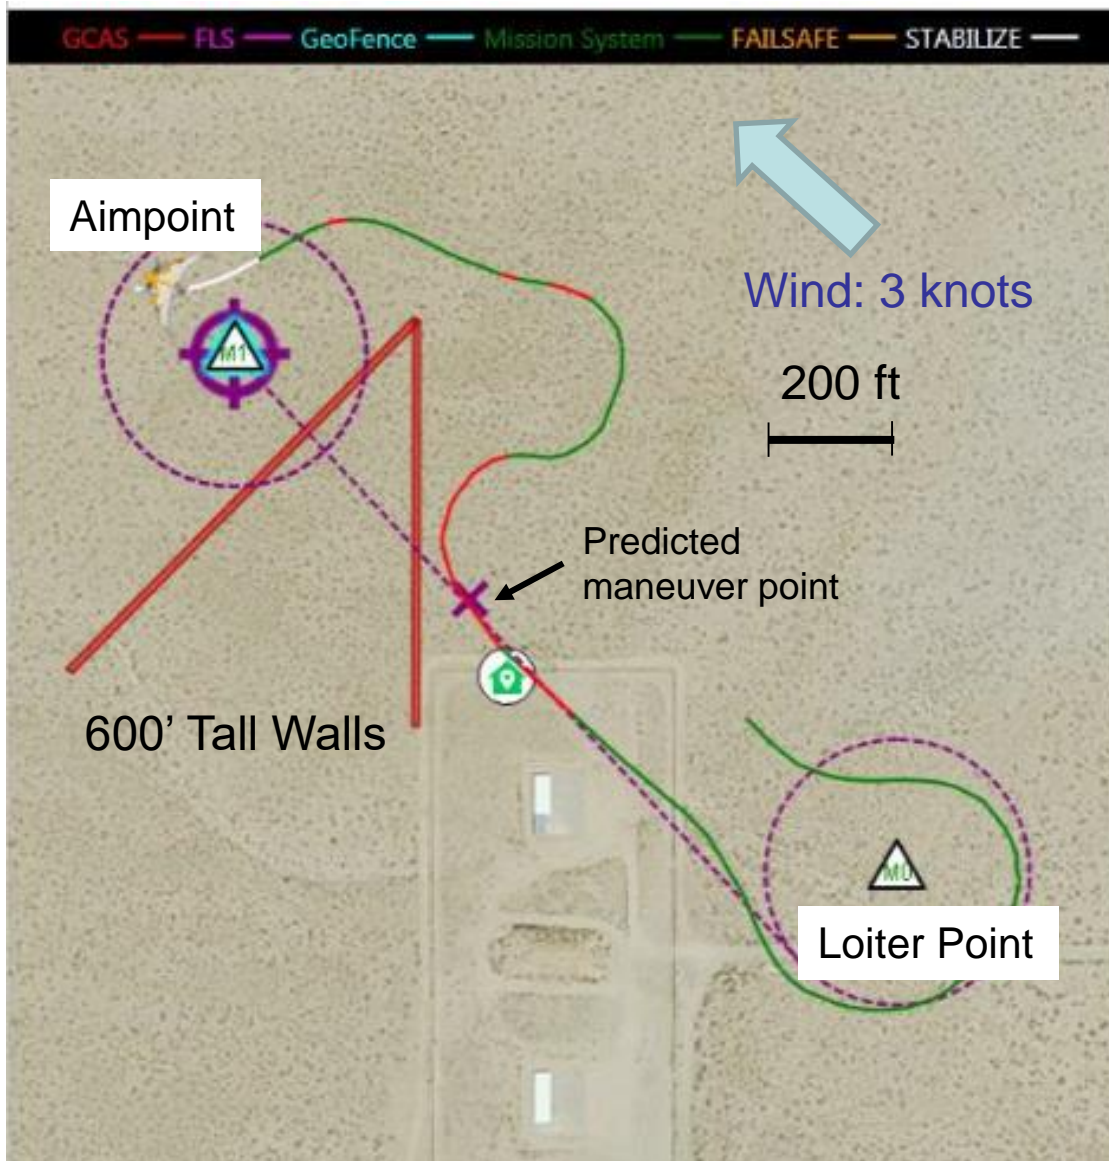 GCAS FLS GeoFence Mission System FAILSAFE STABILIZE
Aimpoint
Wind: 3 knots
M1
200 ft
Predicted
maneuver point
600’ Tall Walls
M0
Loiter Point